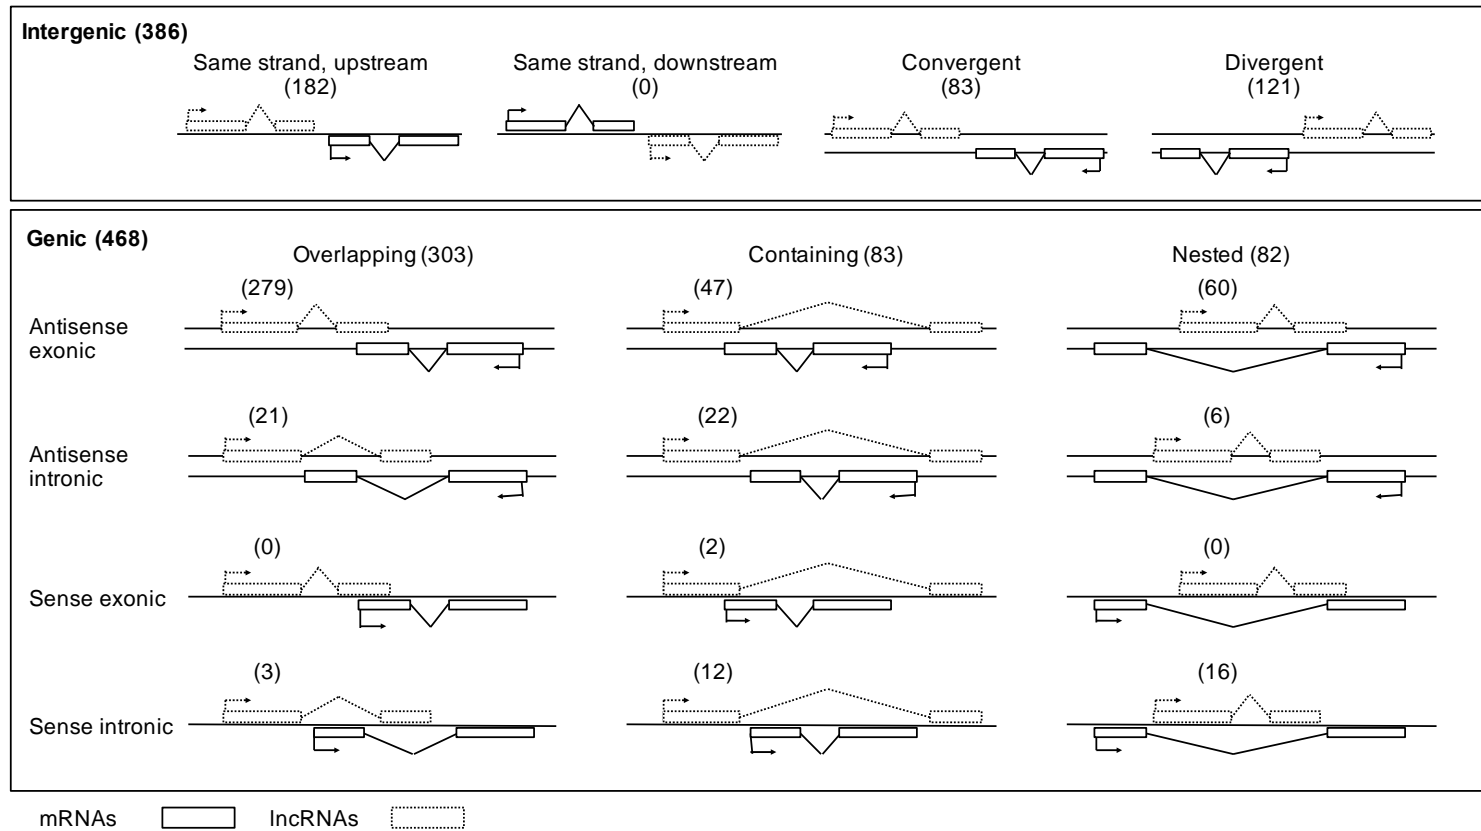 Intergenic (386)
Same strand, upstream
(182)
Same strand, downstream
(0)
Convergent
(83)
Divergent
(121)
Genic (468)
Overlapping (303)
Containing (83)
Nested (82)
(279)
(47)
(60)
Antisense
exonic
(21)
(22)
(6)
Antisense
intronic
(0)
(2)
(0)
Sense exonic
(3)
(12)
(16)
Sense intronic
mRNAs
lncRNAs